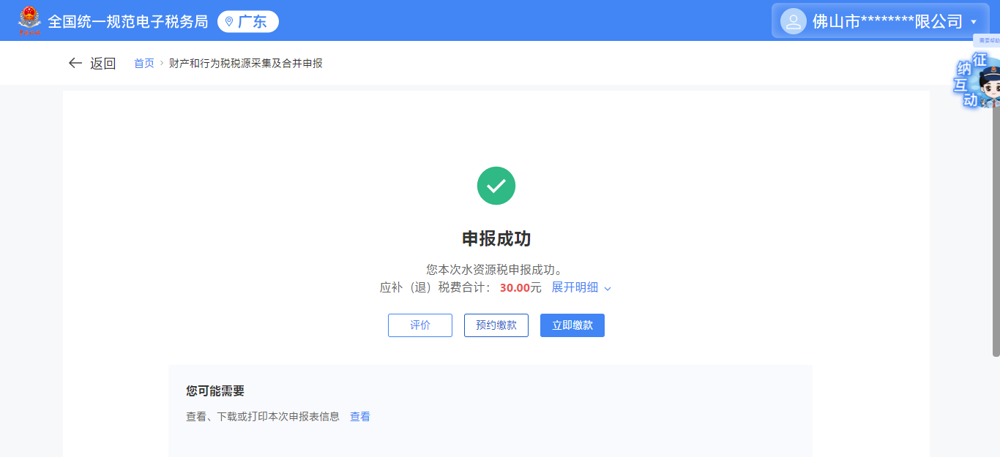 全国统一规范电子税务局 广东 佛山市********限公司
需要帮助
返回 首页 > 财产和行为税税源采集及合并申报
征纳互动
申报成功
您本次水资源税申报成功。
应补（退）税费合计： 30.00元 展开明细
评价 预约缴款 立即缴款
您可能需要
查看、下载或打印本次申报表信息 查看